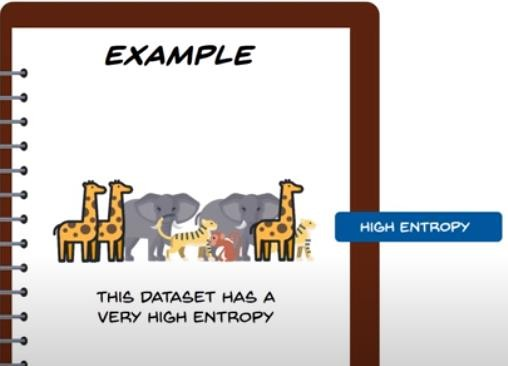 EXAMPLE
HIGH ENTROPY
THIS DATASET HAS A
VERY HIGH ENTROPY